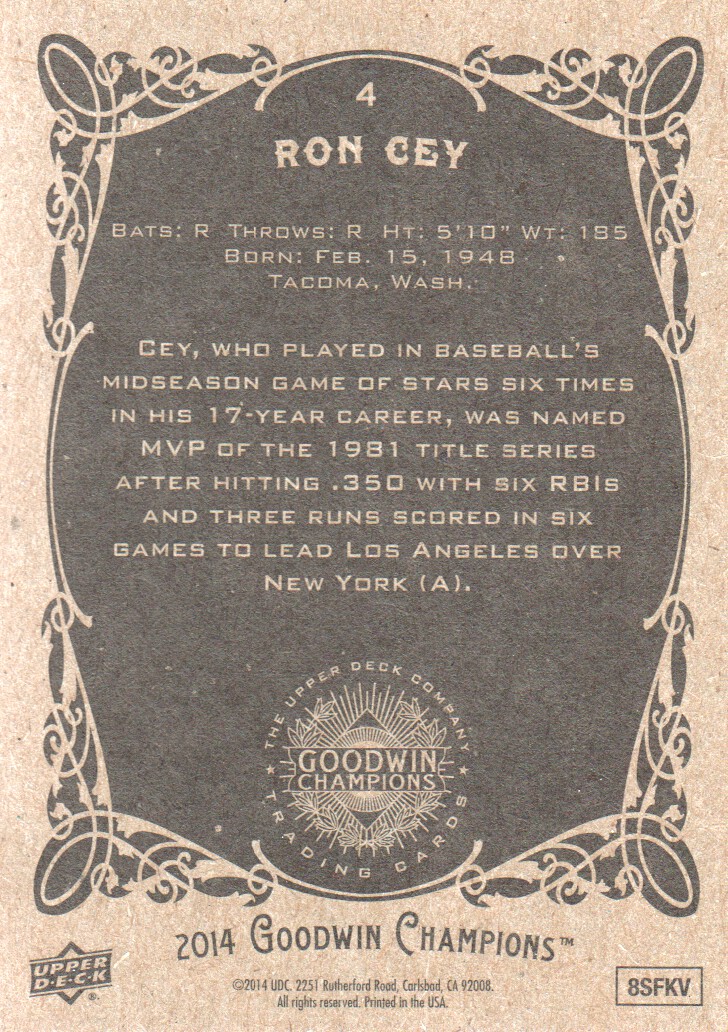 4
RON CEY
BATS: R THROWS: R HT: 5'10" WT: 185
BORN: FEB. 15, 1948
TACOMA, WASH.
CEY, WHO PLAYED IN BASEBALL'S
MIDSEASON GAME OF STARS SIX TIMES
IN HIS 17-YEAR CAREER, WAS NAMED
MVP OF THE 1981 TITLE SERIES
AFTER HITTING .350 WITH SIX RBIS
AND THREE RUNS SCORED IN SIX
GAMES TO LEAD LOS ANGELES OVER
NEW YORK (A).
THE UPPER DECK COMPANY
GOODWIN
CHAMPIONS
TRADING CARDS
2014 GOODWIN CHAMPIONS™
UPPER
D·E·C·K
®.
©2014 UDC. 2251 Rutherford Road, Carlsbad, CA 92008.
All rights reserved. Printed in the USA.
8SFKV